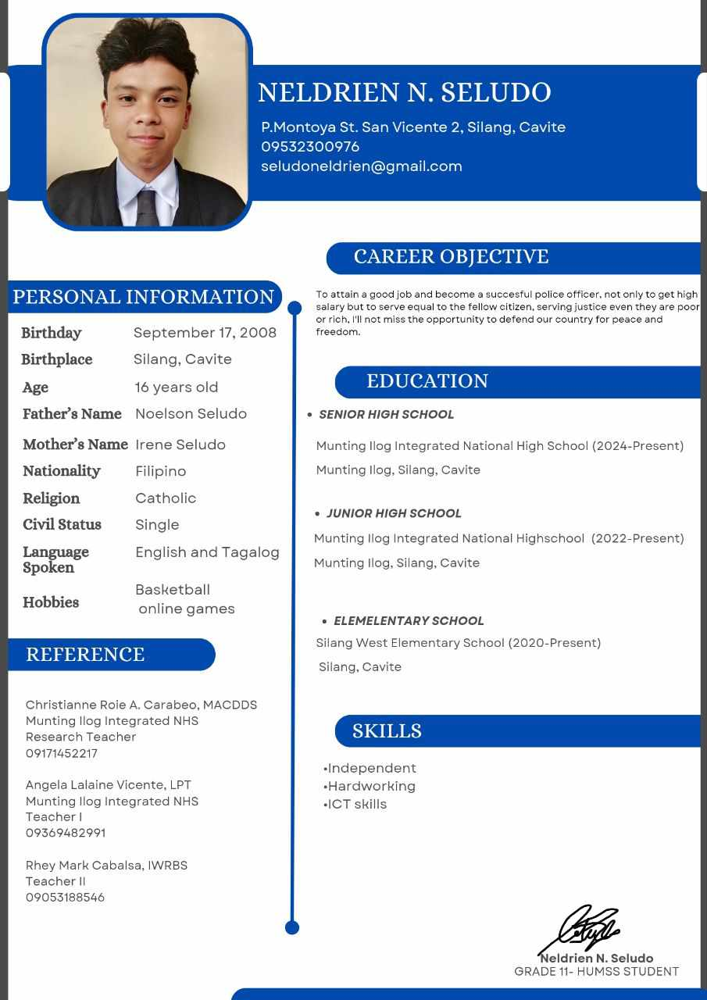 NELDRIEN N. SELUDO
P.Montoya St. San Vicente 2, Silang, Cavite
09532300976
seludoneldrien@gmail.com
PERSONAL INFORMATION
Birthday September 17, 2008
Birthplace Silang, Cavite
Age 16 years old
Father's Name Noelson Seludo
Mother's Name Irene Seludo
Nationality Filipino
Religion Catholic
Civil Status Single
Language English and Tagalog
Spoken
Hobbies Basketball
online games
REFERENCE
Christianne Roie A. Carabeo, MACDDS
Munting Ilog Integrated NHS
Research Teacher
09171452217
Angela Lalaine Vicente, LPT
Munting Ilog Integrated NHS
Teacher I
09369482991
Rhey Mark Cabalsa, IWRBS
Teacher II
09053188546
CAREER OBJECTIVE
To attain a good job and become a succesful police officer, not only to get high
salary but to serve equal to the fellow citizen, serving justice even they are poor
or rich, I'll not miss the opportunity to defend our country for peace and
freedom.
EDUCATION
• SENIOR HIGH SCHOOL
Munting Ilog Integrated National High School (2024-Present)
Munting Ilog, Silang, Cavite
• JUNIOR HIGH SCHOOL
Munting Ilog Integrated National Highschool (2022-Present)
Munting Ilog, Silang, Cavite
• ELEMELENTARY SCHOOL
Silang West Elementary School (2020-Present)
Silang, Cavite
SKILLS
•Independent
•Hardworking
•ICT skills
Neldrien N. Seludo
GRADE 11- HUMSS STUDENT